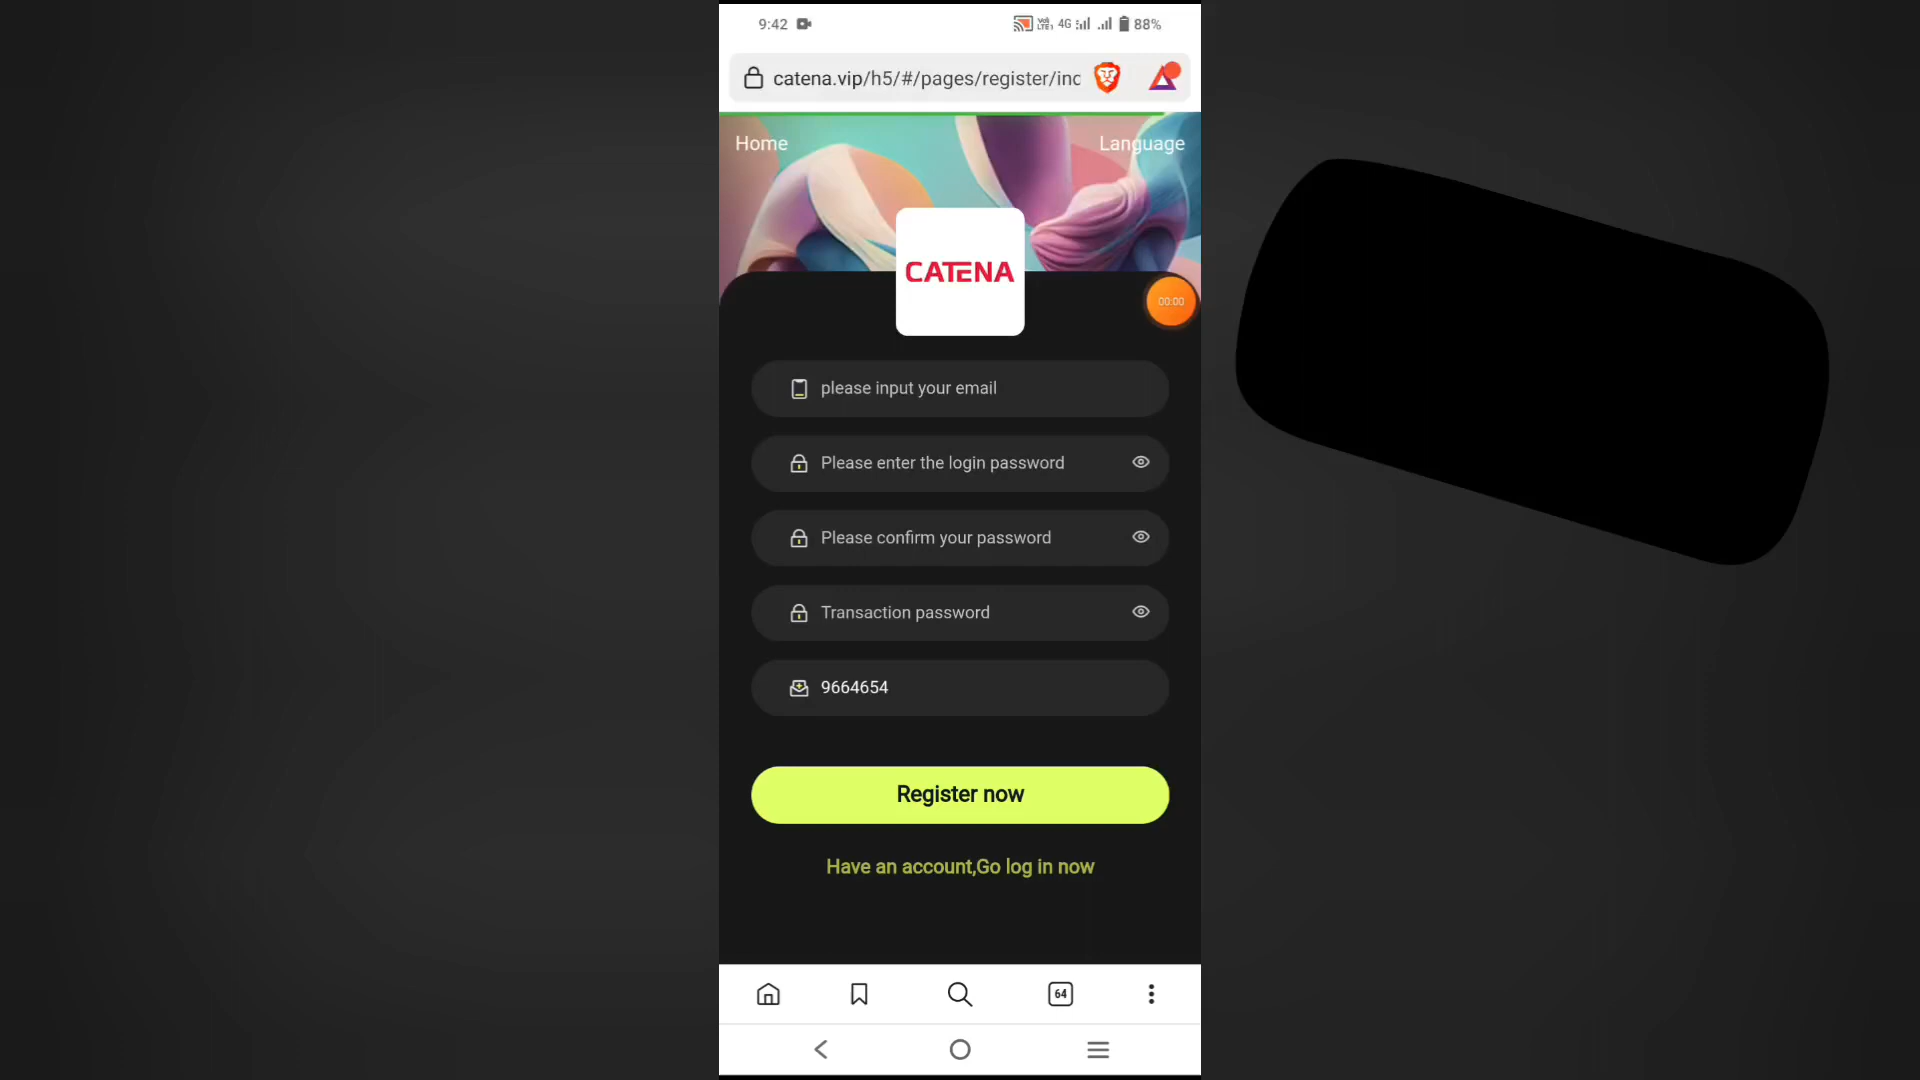 9:42
4G 88%
catena.vip/h5/#/pages/register/inc
Home Language
CATENA
00:00
please input your email
Please enter the login password
Please confirm your password
Transaction password
9664654
Register now
Have an account,Go log in now
64